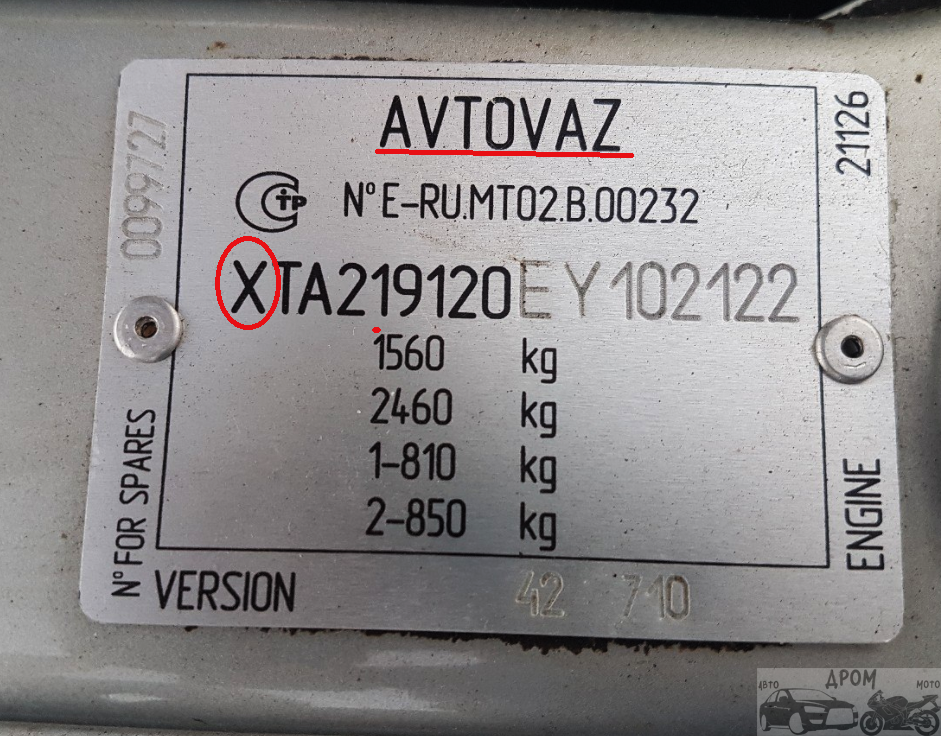 AVTOVAZ
N° E-RU.MT02.B.00232
XTA219120EY102122
1560 kg
2460 kg
1-810 kg
2-850 kg
VERSION 42 710
N° FOR SPARES 0099727
ENGINE 21126
АВТО ДРОМ МОТО